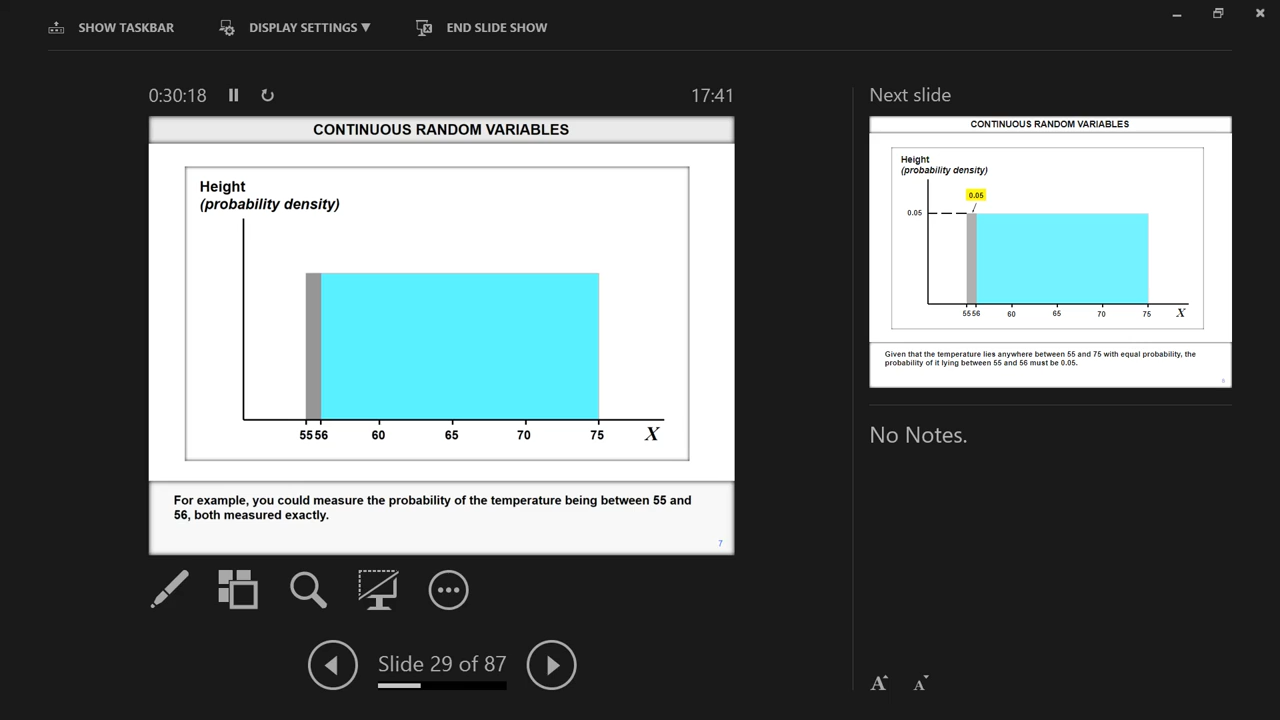 SHOW TASKBAR
DISPLAY SETTINGS ▼
END SLIDE SHOW
0:30:18
17:41
CONTINUOUS RANDOM VARIABLES
Height
(probability density)
55 56 60 65 70 75 X
For example, you could measure the probability of the temperature being between 55 and
56, both measured exactly.
7
Slide 29 of 87
Next slide
CONTINUOUS RANDOM VARIABLES
Height
(probability density)
0.05
0.05
55 56 60 65 70 75 X
Given that the temperature lies anywhere between 55 and 75 with equal probability, the
probability of it lying between 55 and 56 must be 0.05.
No Notes.
A A